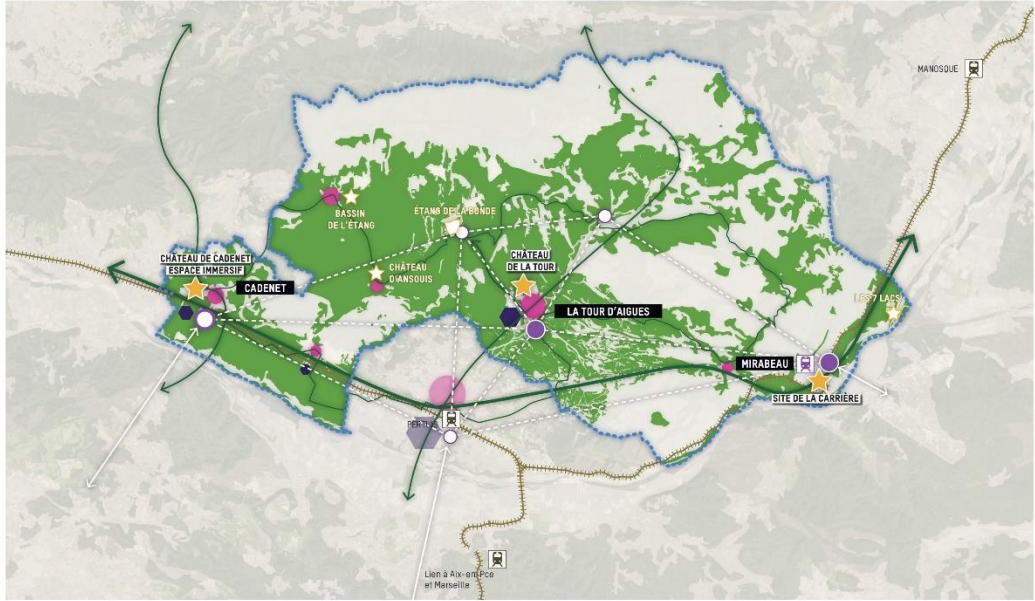 MANOSQUE
BASSIN
DE L'ÉTANG
ÉTANG DE LA BONDE
CHÂTEAU DE CADENET
ESPACE IMMERSIF
CADENET
CHÂTEAU
D'ANSOUIS
CHÂTEAU
DE LA TOUR
LA TOUR D'AIGUES
LES 7 LACS
MIRABEAU
SITE DE LA CARRIÈRE
Lien à Aix-en-Pce
et Marseille